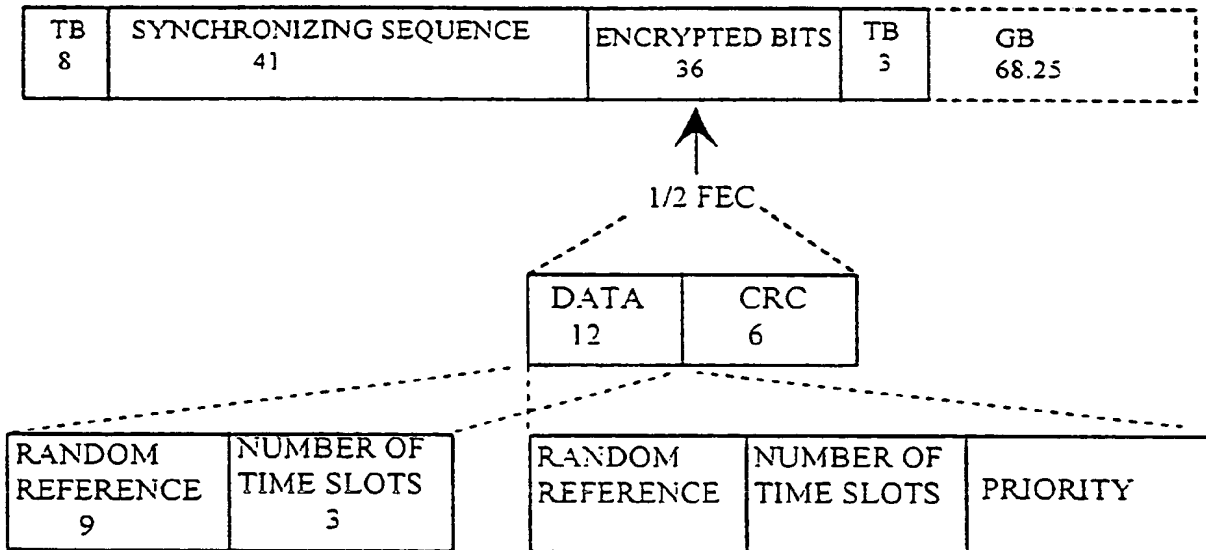 TB SYNCHRONIZING SEQUENCE ENCRYPTED BITS TB GB
8 41 36 3 68.25
1/2 FEC
DATA CRC
12 6
RANDOM NUMBER OF RANDOM NUMBER OF
REFERENCE TIME SLOTS REFERENCE TIME SLOTS PRIORITY
9 3